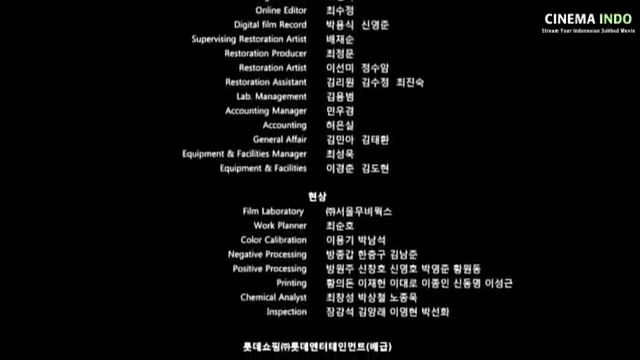 CINEMA INDO
Stream Your Indonesian Subbed Movie
Online Editor 최수정
Digital film Record 박용식 신영준
Supervising Restoration Artist 배재순
Restoration Producer 최정문
Restoration Artist 이선미 정수암
Restoration Assistant 김리원 김수정 최진숙
Lab. Management 김용범
Accounting Manager 민우경
Accounting 허은실
General Affair 김민아 김태환
Equipment & Facilities Manager 최성욱
Equipment & Facilities 이경준 김도현
현상
Film Laboratory ㈜서울무비웍스
Work Planner 최순호
Color Calibration 이용기 박남석
Negative Processing 방종갑 한충구 김남준
Positive Processing 방원주 신창호 신영호 박영준 황원동
Printing 황의돈 이재현 이대로 이종인 신동명 이성근
Chemical Analyst 최창성 박상철 노종욱
Inspection 장강석 김양래 이영현 박선화
롯데쇼핑㈜롯데엔터테인먼트(배급)